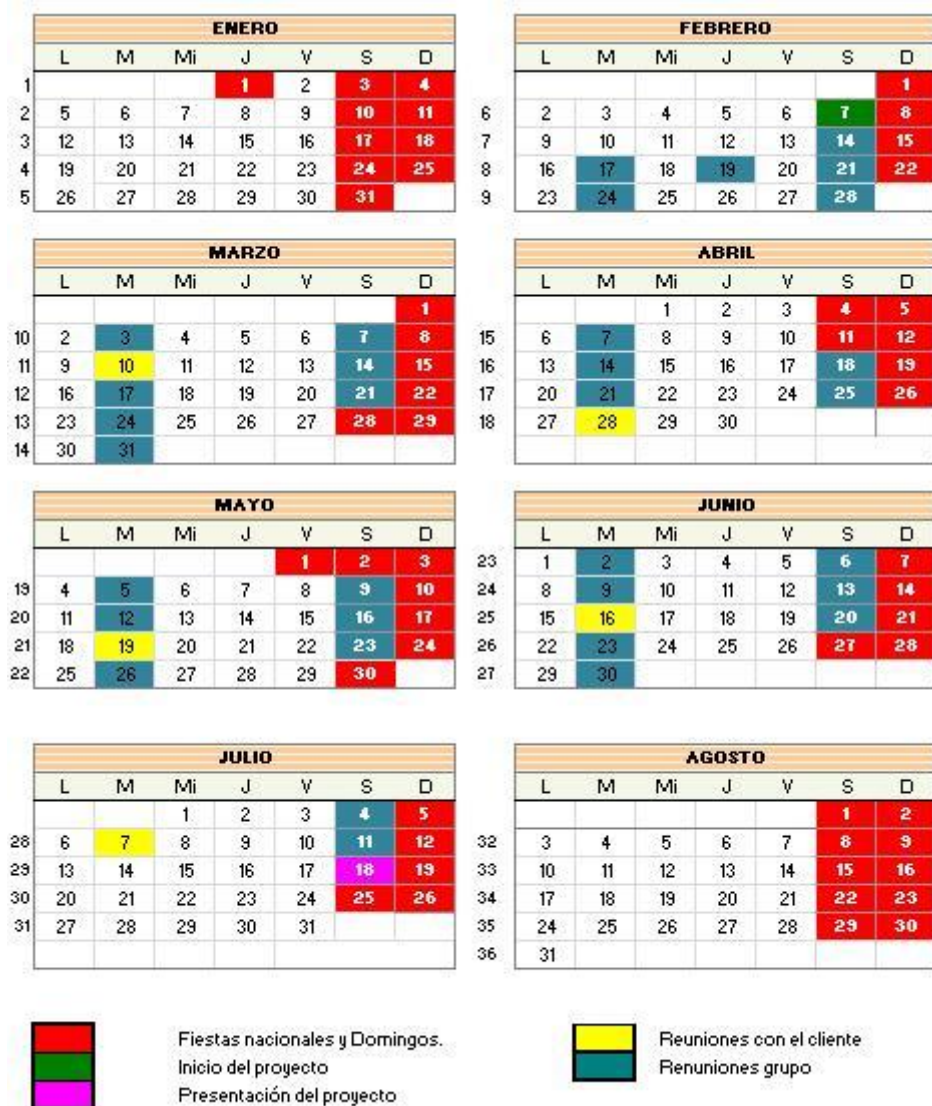 ENERO
L M Mi J V S D
1 1 2 3 4
2 5 6 7 8 9 10 11
3 12 13 14 15 16 17 18
4 19 20 21 22 23 24 25
5 26 27 28 29 30 31
FEBRERO
L M Mi J V S D
1
6 2 3 4 5 6 7 8
7 9 10 11 12 13 14 15
8 16 17 18 19 20 21 22
9 23 24 25 26 27 28
MARZO
L M Mi J V S D
1
10 2 3 4 5 6 7 8
11 9 10 11 12 13 14 15
12 16 17 18 19 20 21 22
13 23 24 25 26 27 28 29
14 30 31
ABRIL
L M Mi J V S D
1 2 3 4 5
15 6 7 8 9 10 11 12
16 13 14 15 16 17 18 19
17 20 21 22 23 24 25 26
18 27 28 29 30
MAYO
L M Mi J V S D
1 2 3
19 4 5 6 7 8 9 10
20 11 12 13 14 15 16 17
21 18 19 20 21 22 23 24
22 25 26 27 28 29 30
JUNIO
L M Mi J V S D
23 1 2 3 4 5 6 7
24 8 9 10 11 12 13 14
25 15 16 17 18 19 20 21
26 22 23 24 25 26 27 28
27 29 30
JULIO
L M Mi J V S D
1 2 3 4 5
28 6 7 8 9 10 11 12
29 13 14 15 16 17 18 19
30 20 21 22 23 24 25 26
31 27 28 29 30 31
AGOSTO
L M Mi J V S D
1 2
32 3 4 5 6 7 8 9
33 10 11 12 13 14 15 16
34 17 18 19 20 21 22 23
35 24 25 26 27 28 29 30
36 31
Fiestas nacionales y Domingos.
Inicio del proyecto
Presentación del proyecto
Reuniones con el cliente
Renuniones grupo